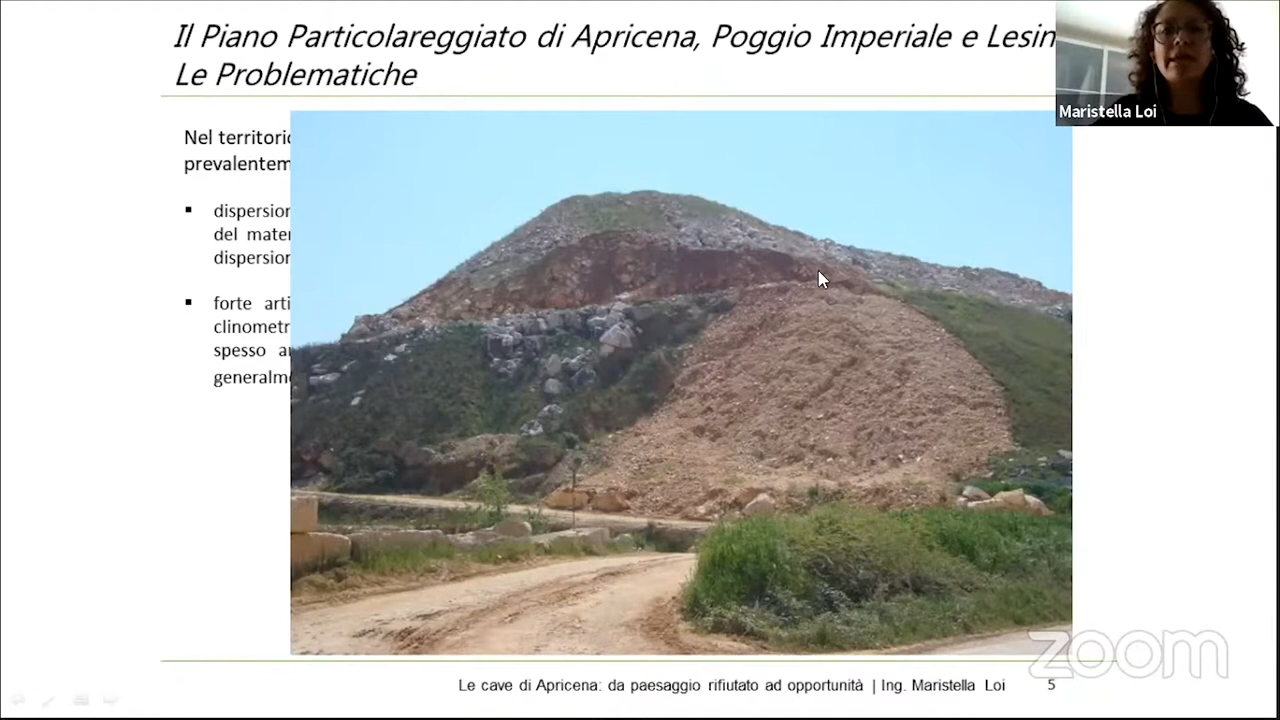 Il Piano Particolareggiato di Apricena, Poggio Imperiale e Lesin
Le Problematiche
Maristella Loi
Nel territorio
prevalentem
dispersion
del mater
dispersion
forte arti
clinometr
spesso a
generalme
zoom
Le cave di Apricena: da paesaggio rifiutato ad opportunità | Ing. Maristella Loi 5